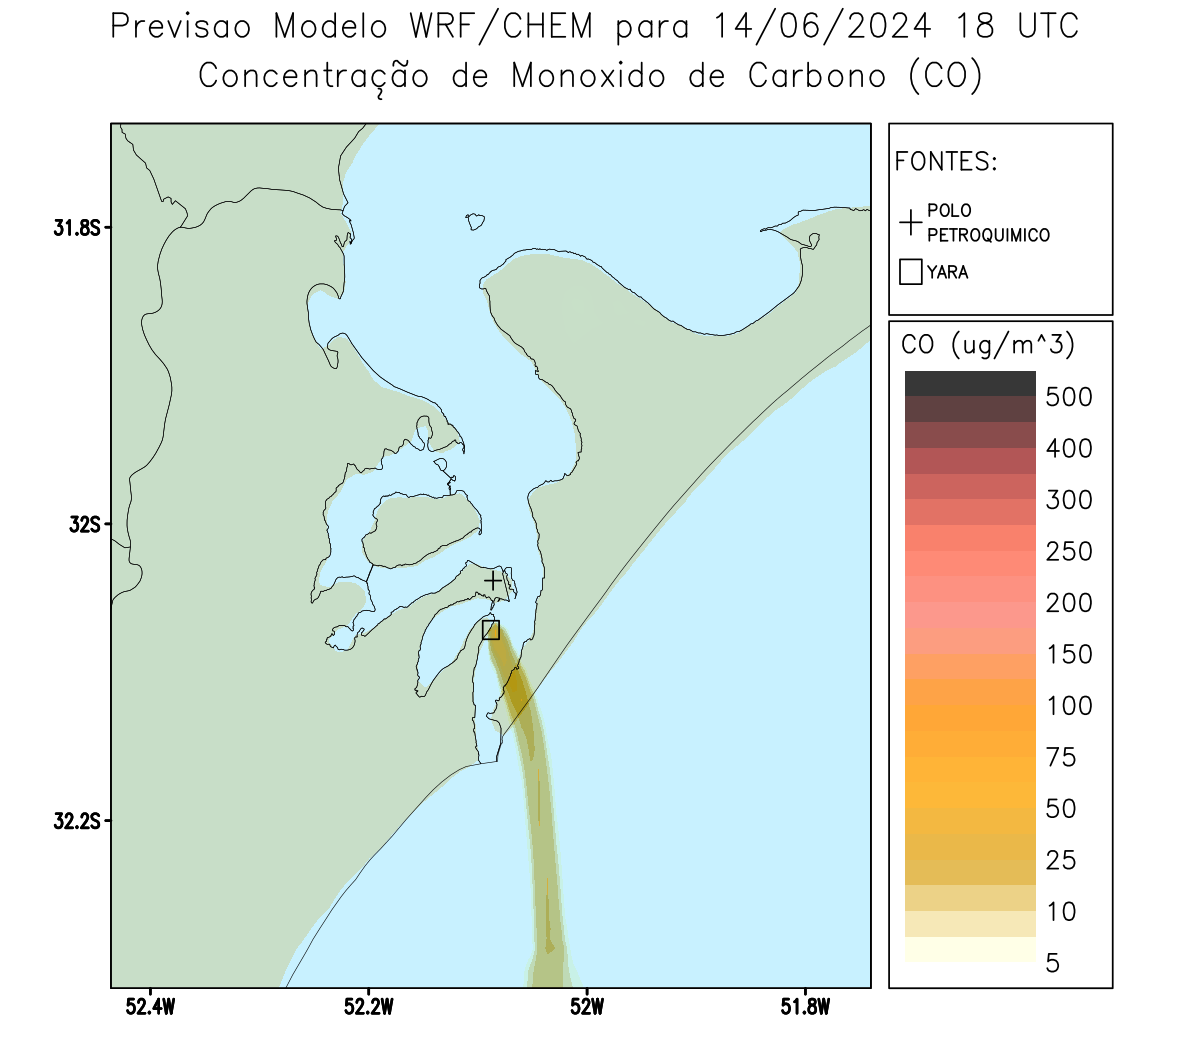 Previsao Modelo WRF/CHEM para 14/06/2024 18 UTC
Concentração de Monoxido de Carbono (CO)
FONTES:
POLO
PETROQUIMICO
YARA
CO (ug/m^3)
500
400
300
250
200
150
100
75
50
25
10
5
31.8S
32S
32.2S
52.4W
52.2W
52W
51.8W